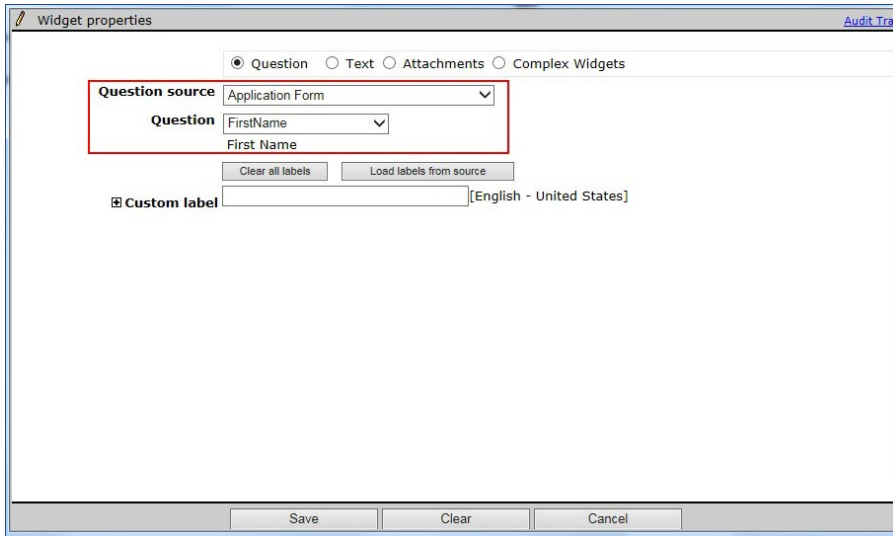 Widget properties Audit Tra
Question Text Attachments Complex Widgets
Question source Application Form
Question FirstName
First Name
Clear all labels Load labels from source
Custom label [English - United States]
Save Clear Cancel